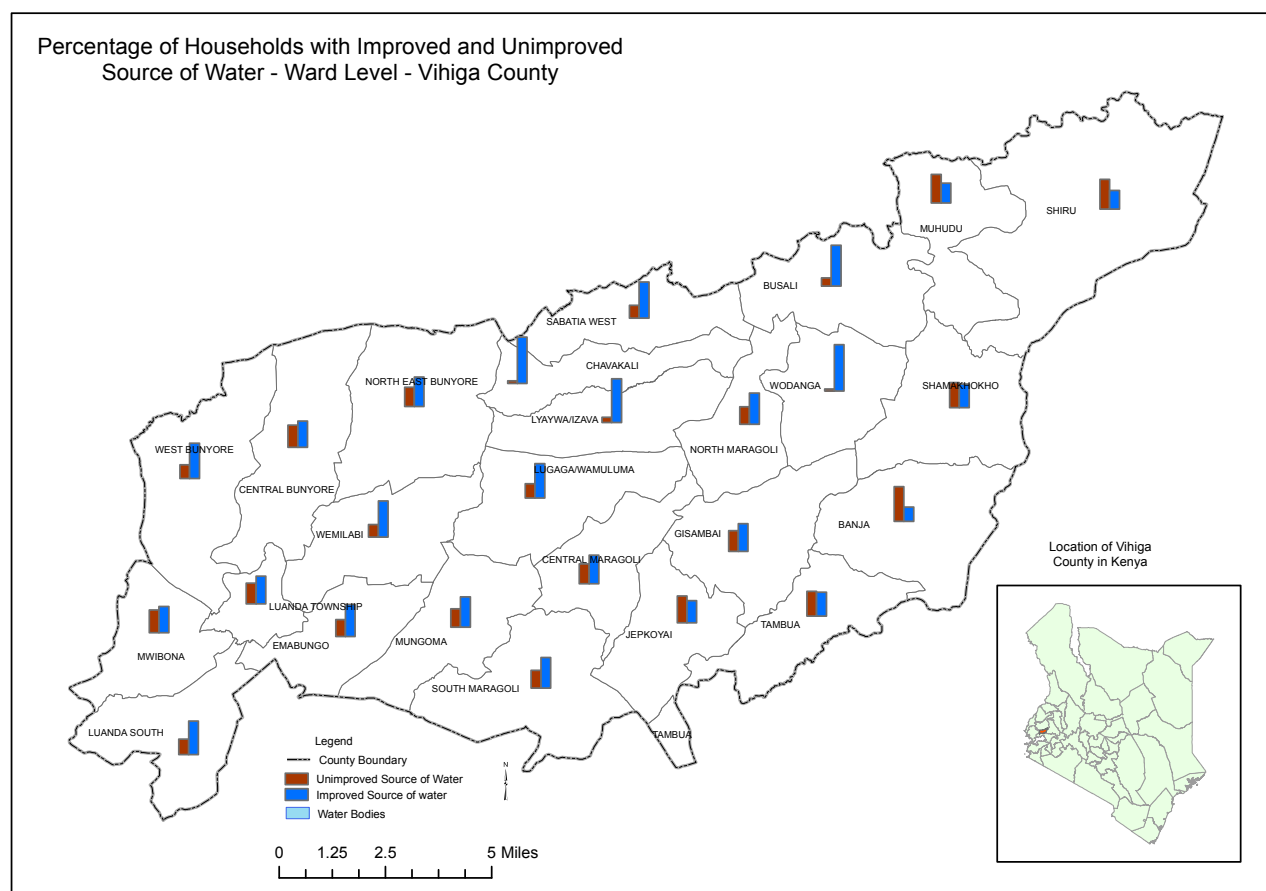 Percentage of Households with Improved and Unimproved
Source of Water - Ward Level - Vihiga County
MUHUDU
SHIRU
BUSALI
SABATIA WEST
CHAVAKALI
NORTH EAST BUNYORE
WODANGA
SHAMAKHOKHO
LYAYWA/IZAVA
WEST BUNYORE
NORTH MARAGOLI
LUGAGA/WAMULUMA
CENTRAL BUNYORE
BANJA
WEMILABI
GISAMBAI
CENTRAL MARAGOLI
LUANDA TOWNSHIP
TAMBUA
JEPKOYAI
EMABUNGO
MUNGOMA
MWIBONA
SOUTH MARAGOLI
LUANDA SOUTH
TAMBUA
Location of Vihiga
County in Kenya
Legend
County Boundary
Unimproved Source of Water
Improved Source of water
Water Bodies
N
0 1.25 2.5 5 Miles